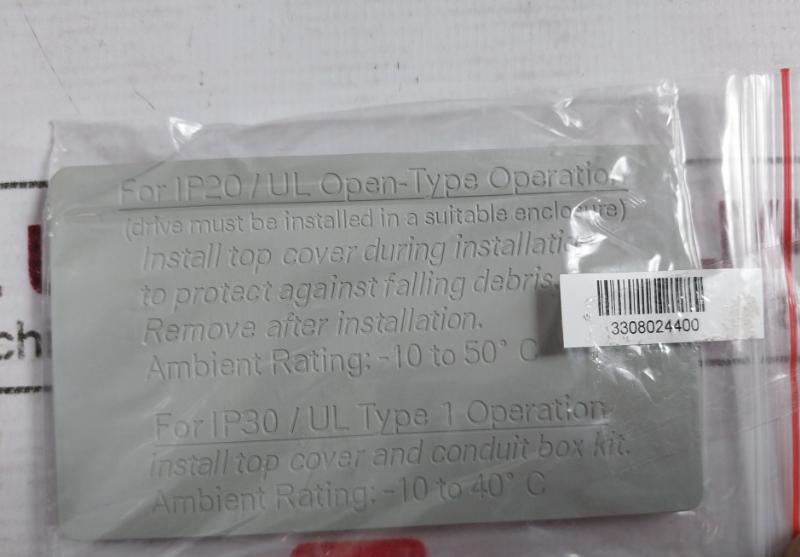 For IP20 / UL Open-Type Operation
(drive must be installed in a suitable enclosure)
Install top cover during installation
to protect against falling debris.
Remove after installation.
Ambient Rating: -10 to 50° C
3308024400
For IP30 / UL Type 1 Operation
install top cover and conduit box kit.
Ambient Rating: -10 to 40° C
ch